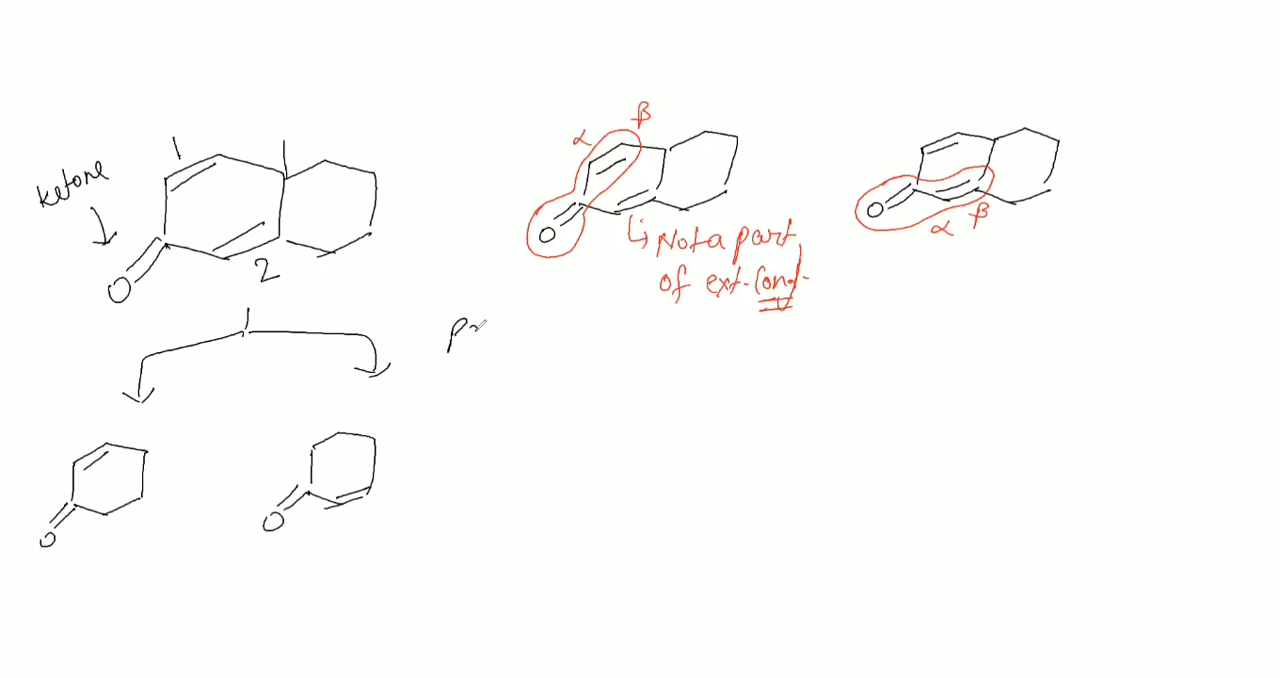 ketone
1
2
O
α
β
O
Not a part
of ext-Conj-
O
α
β
O
O